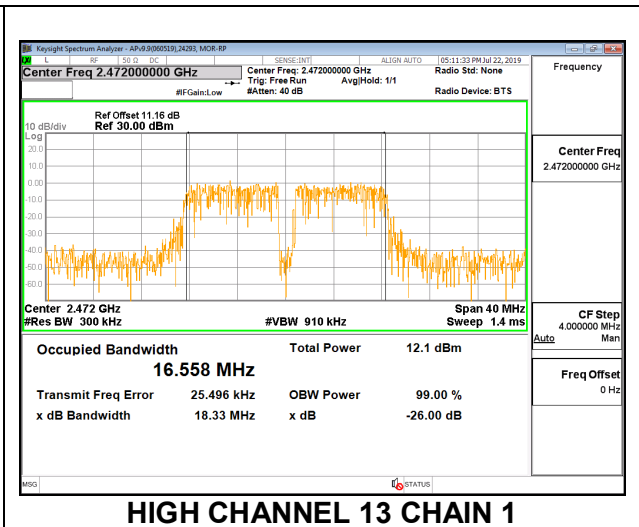 Keysight Spectrum Analyzer - APv9.9(060519),24293, MOR-RP
L RF 50 Ω DC SENSE:INT ALIGN AUTO 05:11:33 PM Jul 22, 2019
Center Freq 2.472000000 GHz
Center Freq: 2.472000000 GHz
Radio Std: None
Trig: Free Run Avg|Hold: 1/1
#IFGain:Low
#Atten: 40 dB
Radio Device: BTS
Frequency
Ref Offset 11.16 dB
10 dB/div Ref 30.00 dBm
Log
20.0
10.0
0.00
-10.0
-20.0
-30.0
-40.0
-50.0
-60.0
Center 2.472 GHz Span 40 MHz
#Res BW 300 kHz #VBW 910 kHz Sweep 1.4 ms
Center Freq
2.472000000 GHz
CF Step
4.000000 MHz
Auto Man
Freq Offset
0 Hz
Occupied Bandwidth Total Power 12.1 dBm
16.558 MHz
Transmit Freq Error 25.496 kHz OBW Power 99.00 %
x dB Bandwidth 18.33 MHz x dB -26.00 dB
MSG STATUS
HIGH CHANNEL 13 CHAIN 1